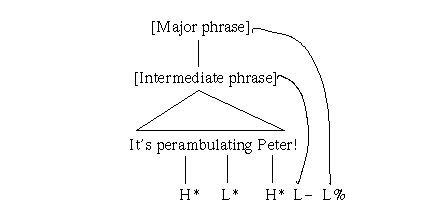 [Major phrase]
[Intermediate phrase]
It's perambulating Peter!
H* L* H* L- L%